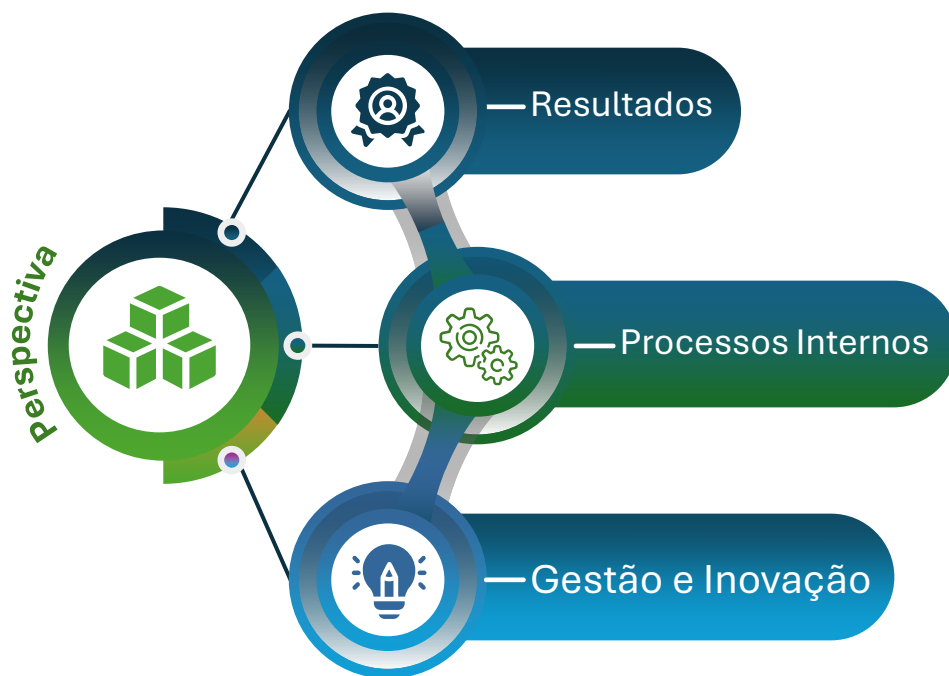 Perspectiva
Resultados
Processos Internos
Gestão e Inovação